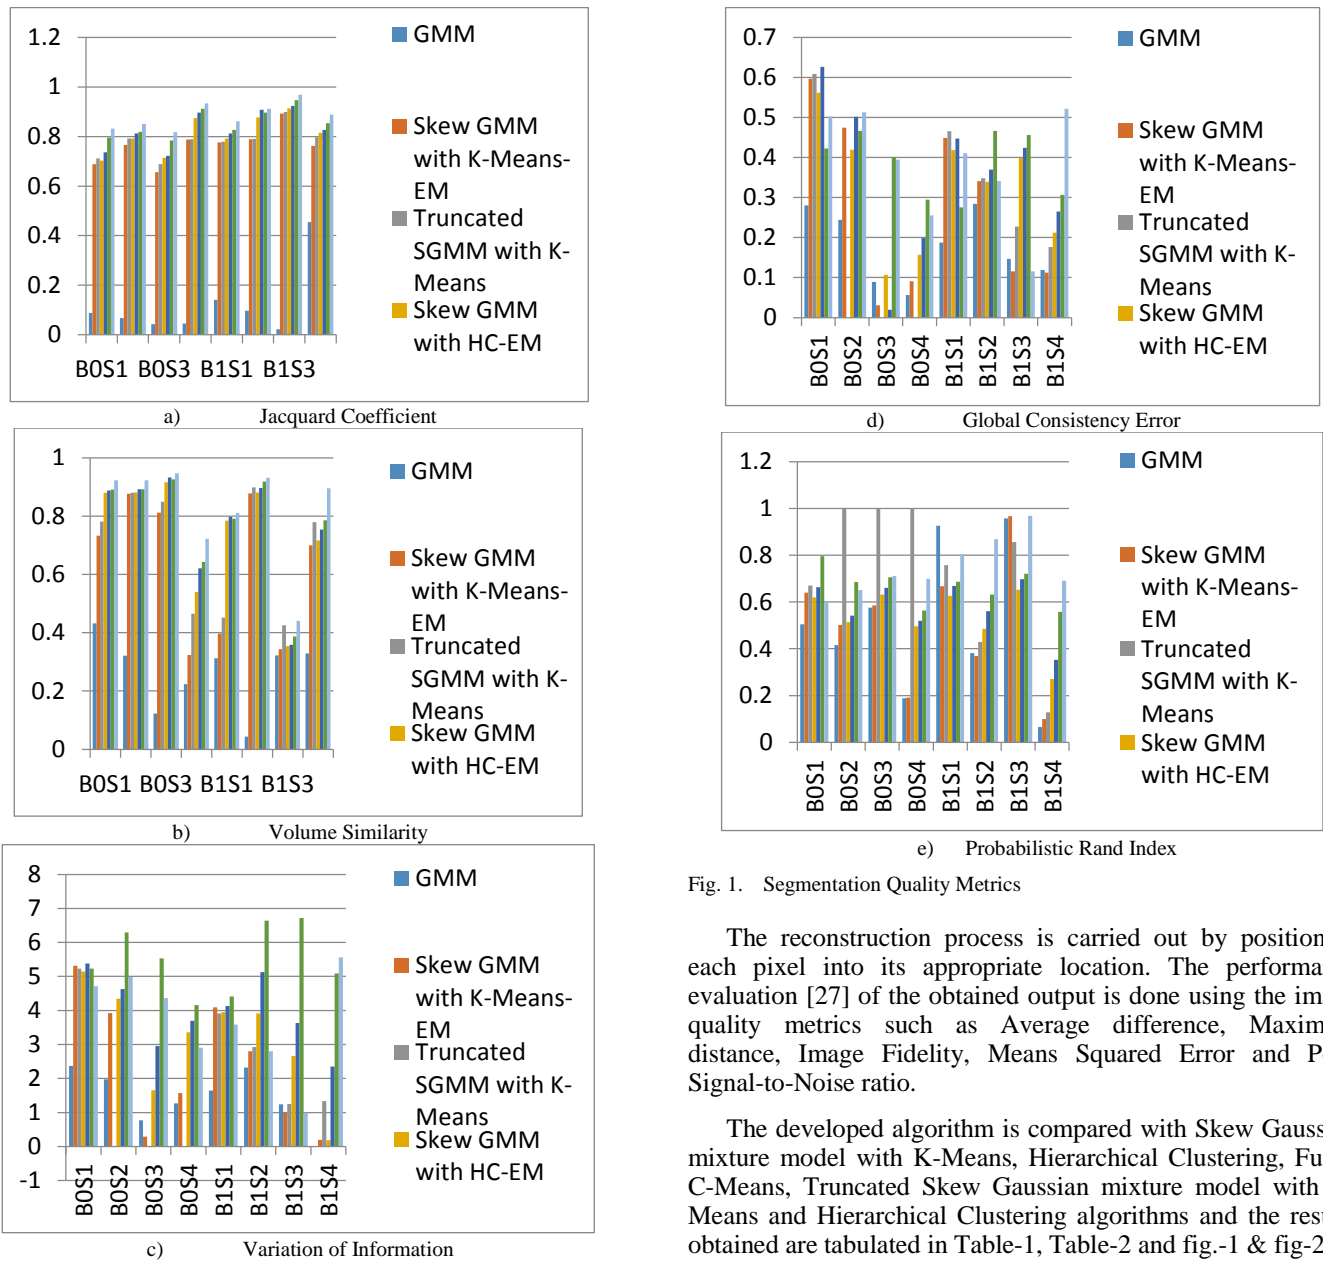 1.2
1
0.8
0.6
0.4
0.2
0
B0S1 B0S3 B1S1 B1S3
GMM
Skew GMM
with K-Means-
EM
Truncated
SGMM with K-
Means
Skew GMM
with HC-EM
a) Jacquard Coefficient
1
0.8
0.6
0.4
0.2
0
B0S1 B0S3 B1S1 B1S3
GMM
Skew GMM
with K-Means-
EM
Truncated
SGMM with K-
Means
Skew GMM
with HC-EM
b) Volume Similarity
8
7
6
5
4
3
2
1
0
-1
B0S1
B0S2
B0S3
B0S4
B1S1
B1S2
B1S3
B1S4
GMM
Skew GMM
with K-Means-
EM
Truncated
SGMM with K-
Means
Skew GMM
with HC-EM
c) Variation of Information
0.7
0.6
0.5
0.4
0.3
0.2
0.1
0
B0S1
B0S2
B0S3
B0S4
B1S1
B1S2
B1S3
B1S4
GMM
Skew GMM
with K-Means-
EM
Truncated
SGMM with K-
Means
Skew GMM
with HC-EM
d) Global Consistency Error
1.2
1
0.8
0.6
0.4
0.2
0
B0S1
B0S2
B0S3
B0S4
B1S1
B1S2
B1S3
B1S4
GMM
Skew GMM
with K-Means-
EM
Truncated
SGMM with K-
Means
Skew GMM
with HC-EM
e) Probabilistic Rand Index
Fig. 1. Segmentation Quality Metrics
The reconstruction process is carried out by position
each pixel into its appropriate location. The performa
evaluation [27] of the obtained output is done using the ima
quality metrics such as Average difference, Maxim
distance, Image Fidelity, Means Squared Error and P
Signal-to-Noise ratio.
The developed algorithm is compared with Skew Gauss
mixture model with K-Means, Hierarchical Clustering, Fu
C-Means, Truncated Skew Gaussian mixture model with
Means and Hierarchical Clustering algorithms and the resu
obtained are tabulated in Table-1, Table-2 and fig.-1 & fig-2